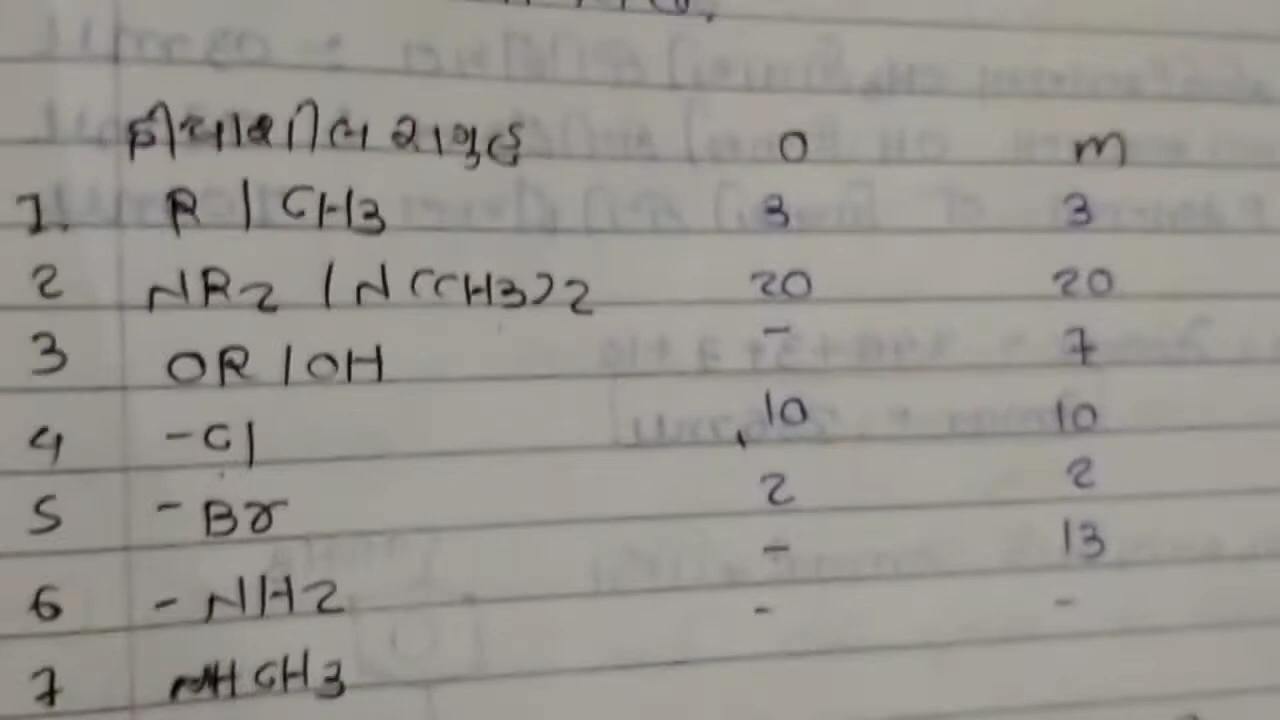 ક્રિયાશીલ સમૂહ O m
1. R / CH3 3 3
2 NR2 / N(CH3)2 20 20
3 OR / OH - 7
4 -Cl 10 10
5 -Br 2 2
6 -NH2 - 13
7 NHCH3 - -